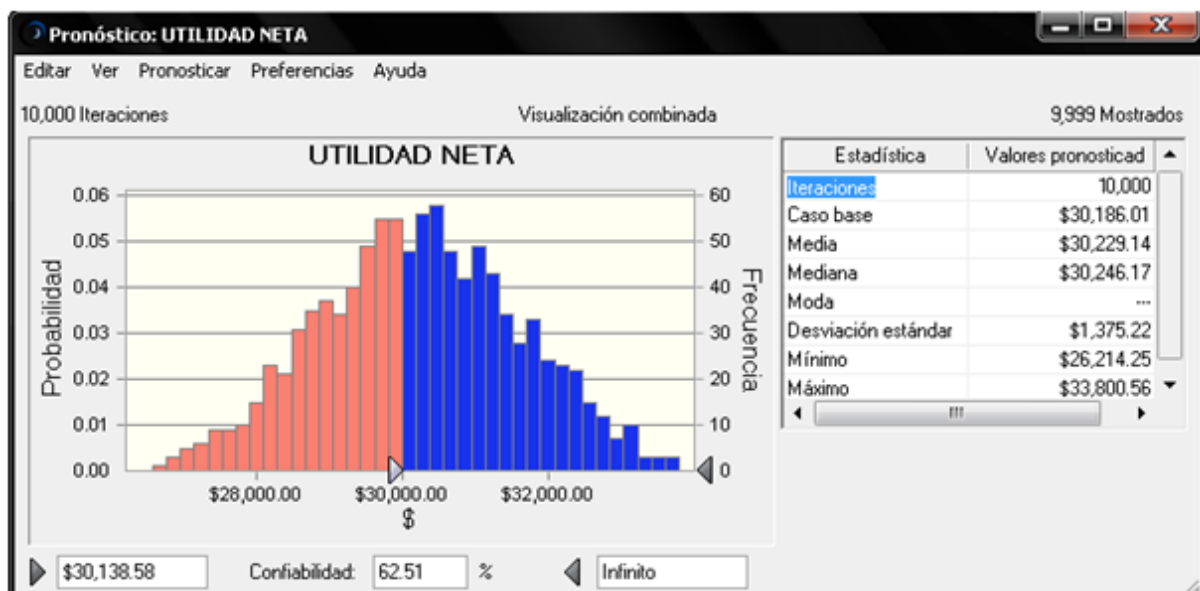 Pronóstico: UTILIDAD NETA
Editar Ver Pronosticar Preferencias Ayuda
10,000 Iteraciones Visualización combinada 9,999 Mostrados
UTILIDAD NETA
Probabilidad
0.06
0.05
0.04
0.03
0.02
0.01
0.00
60
50
40
30
20
10
0
Frecuencia
$28,000.00 $30,000.00 $32,000.00
$
Estadística Valores pronosticad
Iteraciones 10,000
Caso base $30,186.01
Media $30,229.14
Mediana $30,246.17
Moda ---
Desviación estándar $1,375.22
Mínimo $26,214.25
Máximo $33,800.56
$30,138.58 Confiabilidad: 62.51 % Infinito